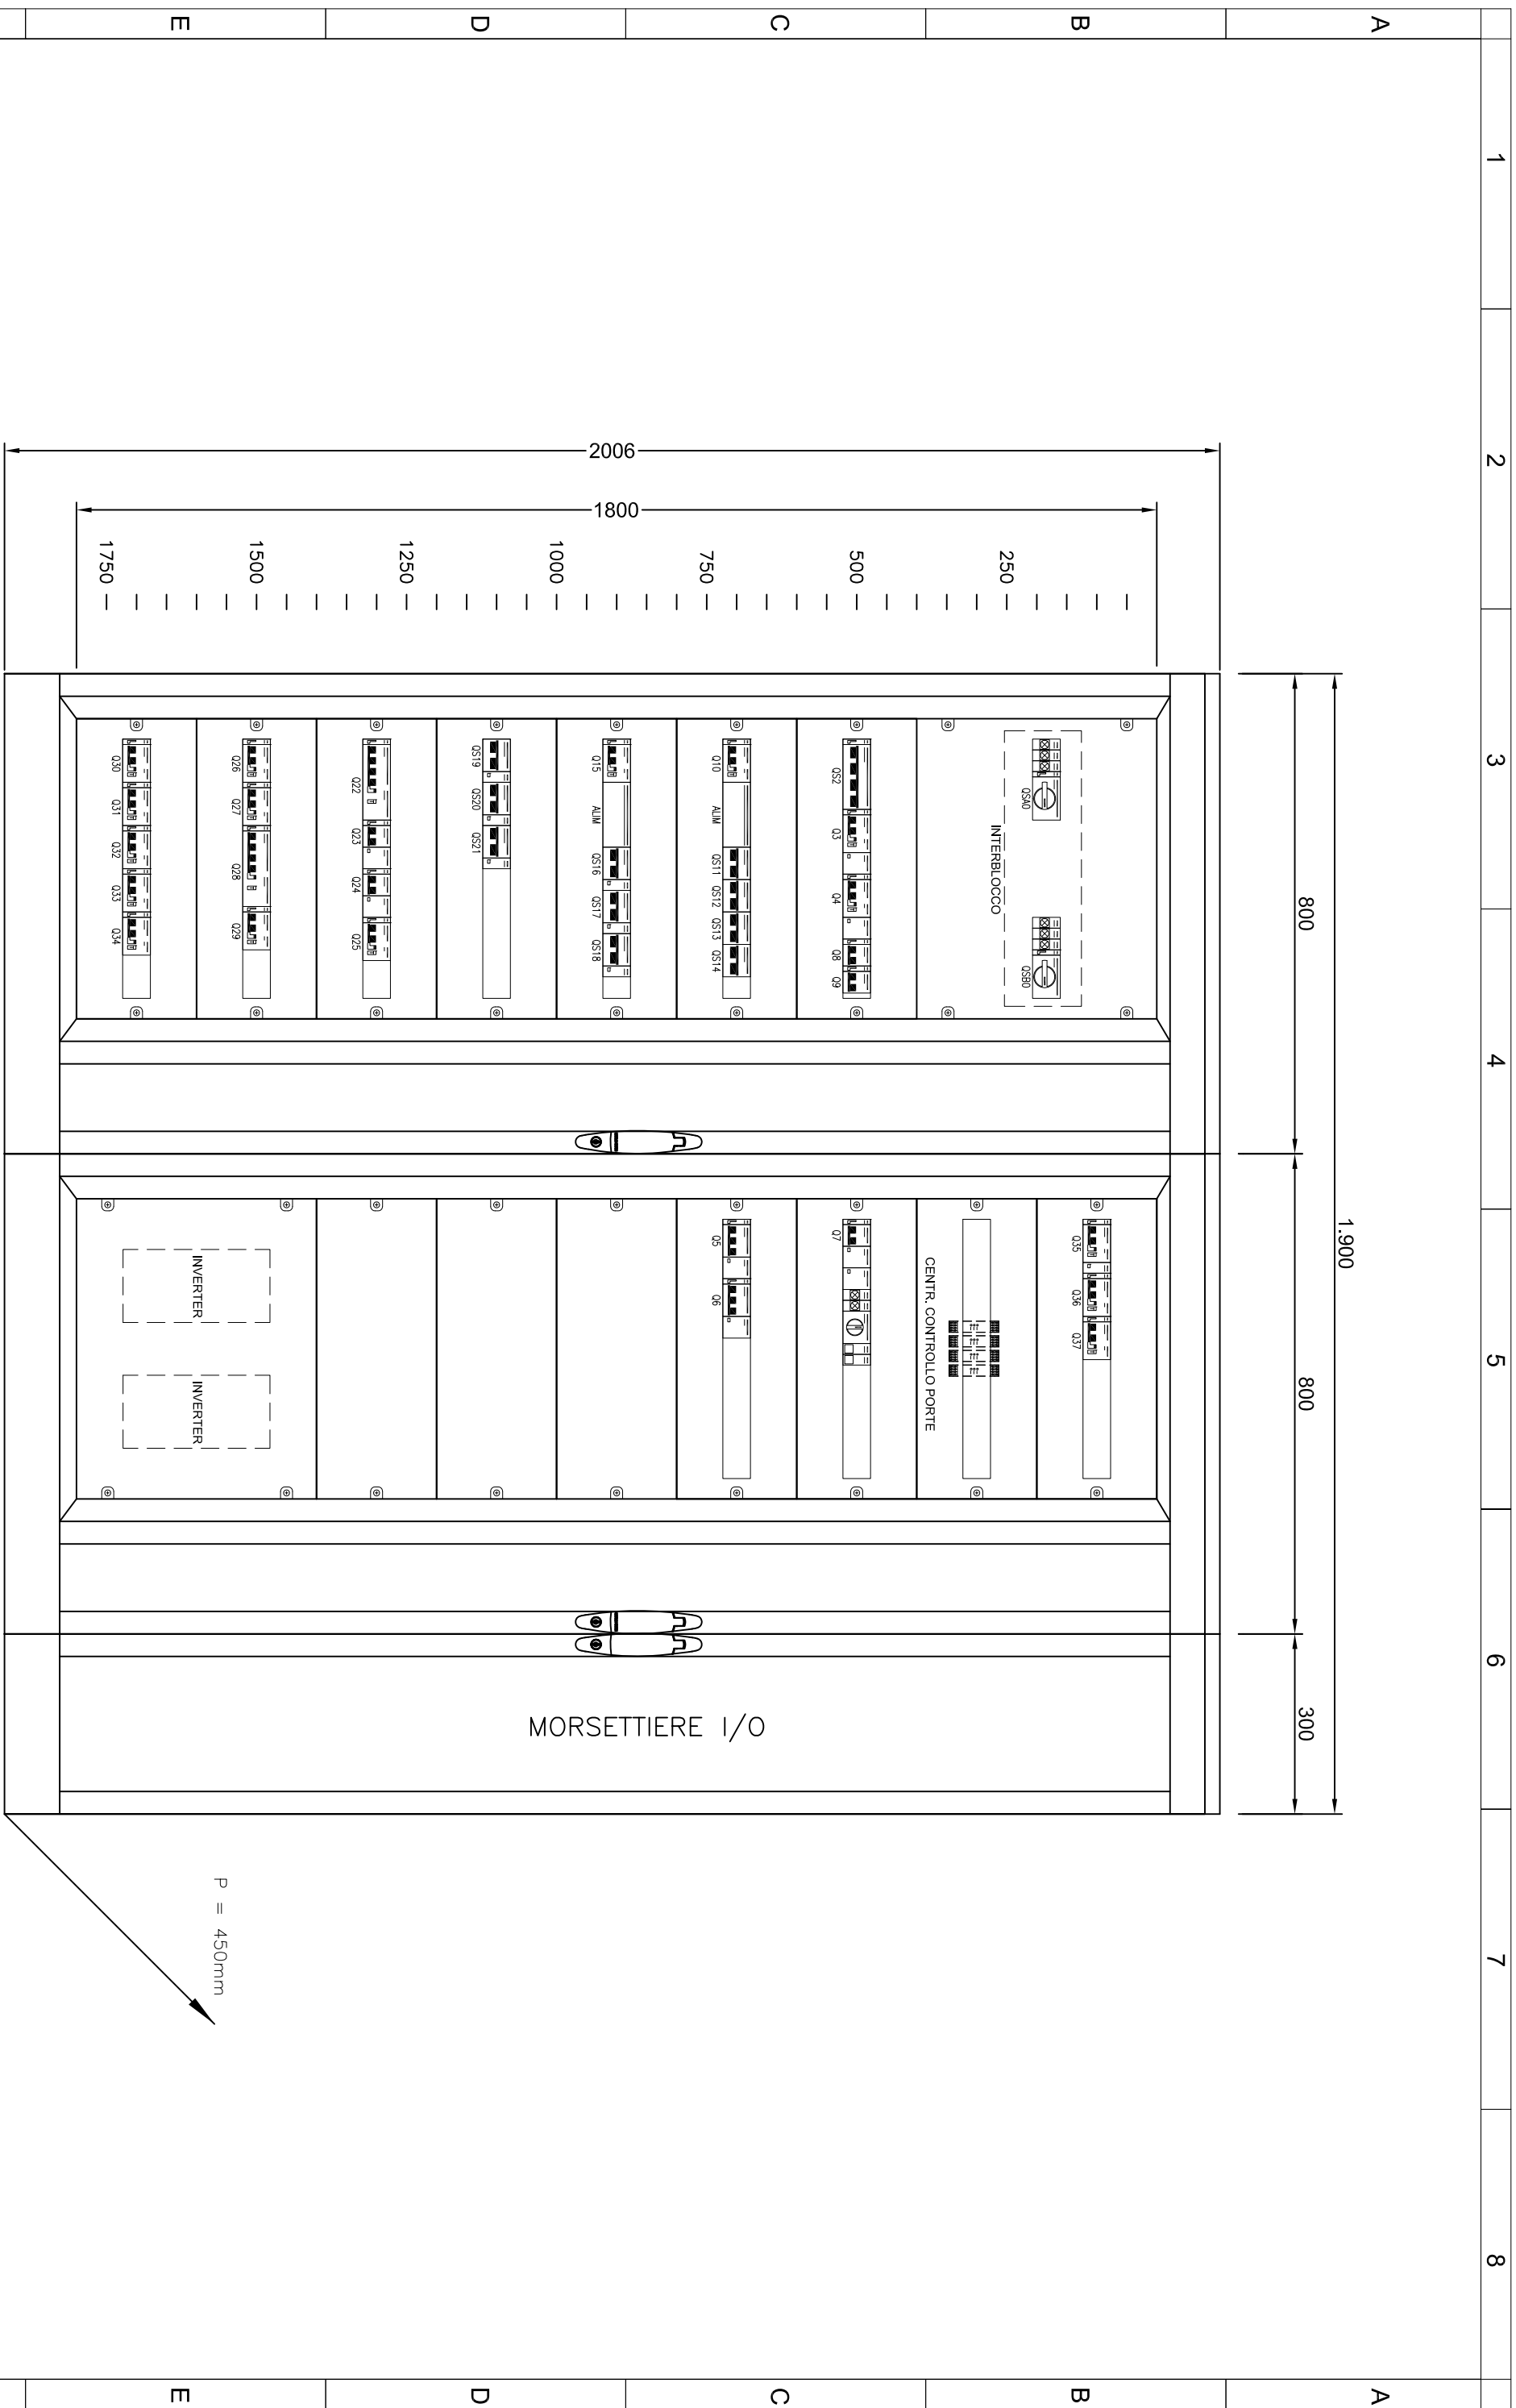 1 2 3 4 5 6 7 8
A
B
C
D
E
A
B
C
D
E
1.900
800 800 300
2006
1800
250
500
750
1000
1250
1500
1750
QSA0 QSB0
INTERBLOCCO
QS2 Q3 Q4 Q8 Q9
Q10 ALIM QS11 QS12 QS13 QS14
Q15 ALIM QS16 QS17 QS18
QS19 QS20 QS21
Q22 Q23 Q24 Q25
Q26 Q27 Q28 Q29
Q30 Q31 Q32 Q33 Q34
Q35 Q36 Q37
CENTR. CONTROLLO PORTE
Q7
Q5 Q6
INVERTER INVERTER
MORSETTIERE I/O
P = 450mm